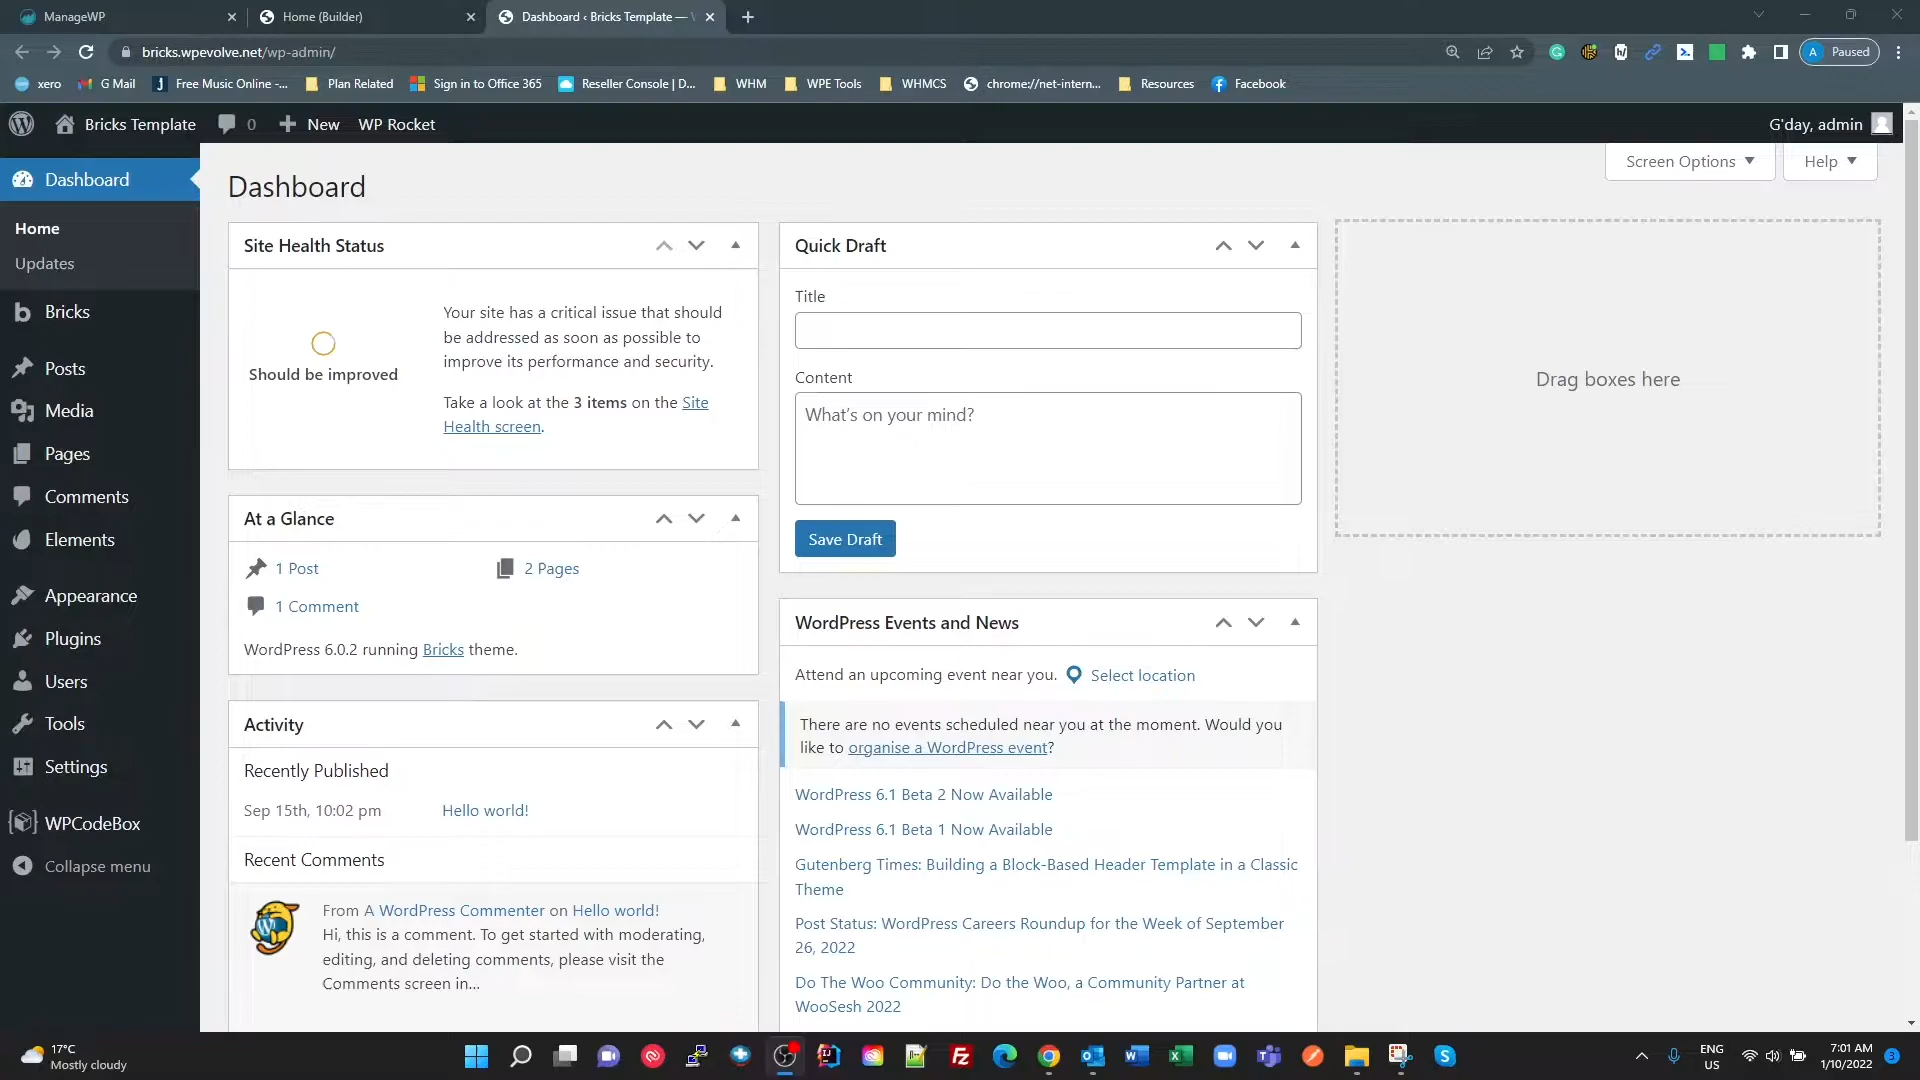 ManageWP
Home (Builder)
Dashboard ‹ Bricks Template —
bricks.wpevolve.net/wp-admin/
A Paused
xero
G Mail
Free Music Online -...
Plan Related
Sign in to Office 365
Reseller Console | D...
WHM
WPE Tools
WHMCS
chrome://net-intern...
Resources
Facebook
Bricks Template
0
New
WP Rocket
G'day, admin
Screen Options
Help
Dashboard
Home
Updates
Bricks
Posts
Media
Pages
Comments
Elements
Appearance
Plugins
Users
Tools
Settings
WPCodeBox
Collapse menu
Dashboard
Site Health Status
Should be improved
Your site has a critical issue that should
be addressed as soon as possible to
improve its performance and security.
Take a look at the 3 items on the Site
Health screen.
At a Glance
1 Post
2 Pages
1 Comment
WordPress 6.0.2 running Bricks theme.
Activity
Recently Published
Sep 15th, 10:02 pm
Hello world!
Recent Comments
From A WordPress Commenter on Hello world!
Hi, this is a comment. To get started with moderating,
editing, and deleting comments, please visit the
Comments screen in...
Quick Draft
Title
Content
What's on your mind?
Save Draft
WordPress Events and News
Attend an upcoming event near you.
Select location
There are no events scheduled near you at the moment. Would you
like to organise a WordPress event?
WordPress 6.1 Beta 2 Now Available
WordPress 6.1 Beta 1 Now Available
Gutenberg Times: Building a Block-Based Header Template in a Classic
Theme
Post Status: WordPress Careers Roundup for the Week of September
26, 2022
Do The Woo Community: Do the Woo, a Community Partner at
WooSesh 2022
Drag boxes here
17°C
Mostly cloudy
ENG
US
7:01 AM
1/10/2022
3